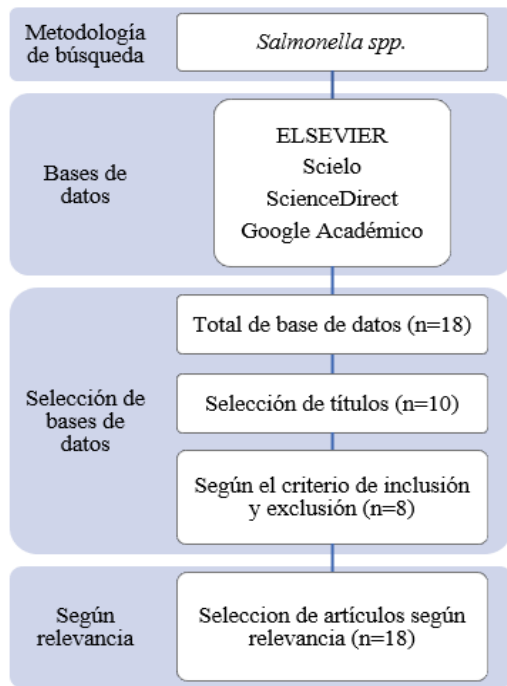 Metodología
de búsqueda
Salmonella spp.
Bases de
datos
ELSEVIER
Scielo
ScienceDirect
Google Académico
Selección de
bases de
datos
Total de base de datos (n=18)
Selección de títulos (n=10)
Según el criterio de inclusión
y exclusión (n=8)
Según
relevancia
Seleccion de artículos según
relevancia (n=18)